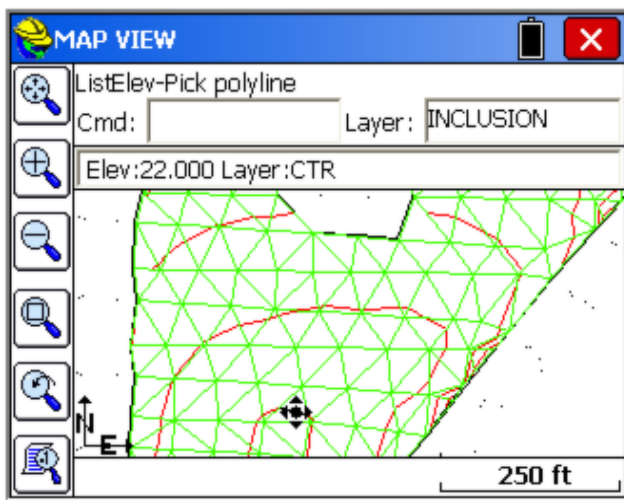 MAP VIEW
ListElev-Pick polyline
Cmd: Layer: INCLUSION
Elev:22.000 Layer:CTR
N
E
250 ft